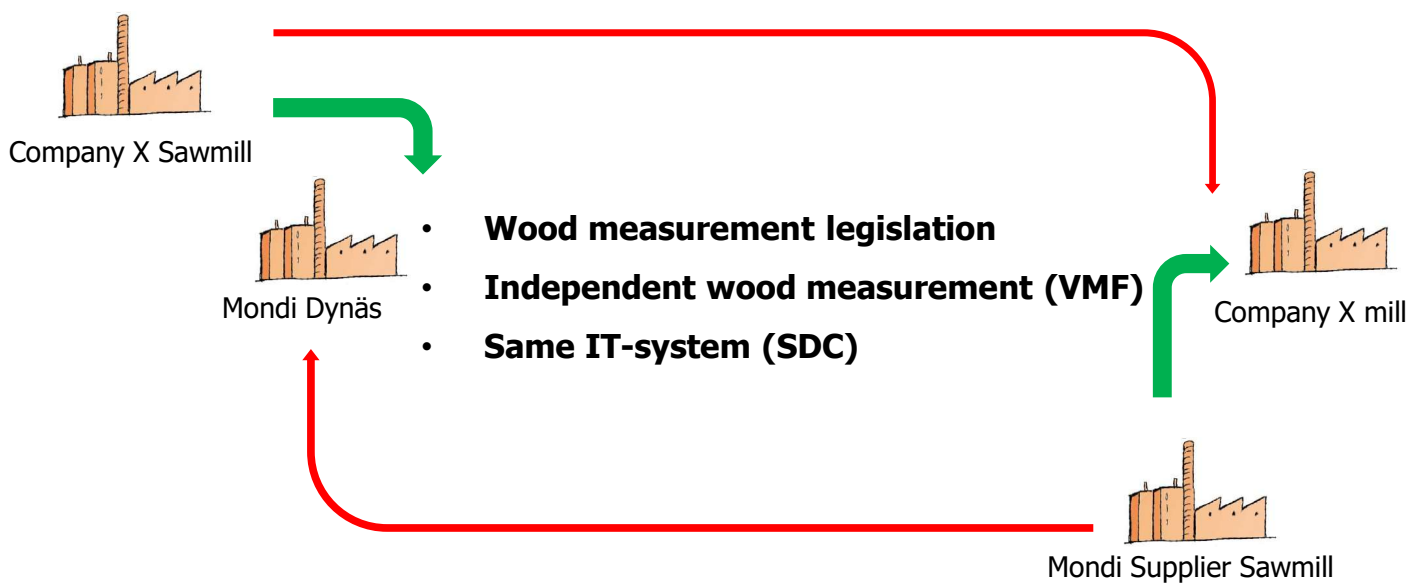 Company X Sawmill
Mondi Dynäs
• Wood measurement legislation
• Independent wood measurement (VMF)
• Same IT-system (SDC)
Company X mill
Mondi Supplier Sawmill